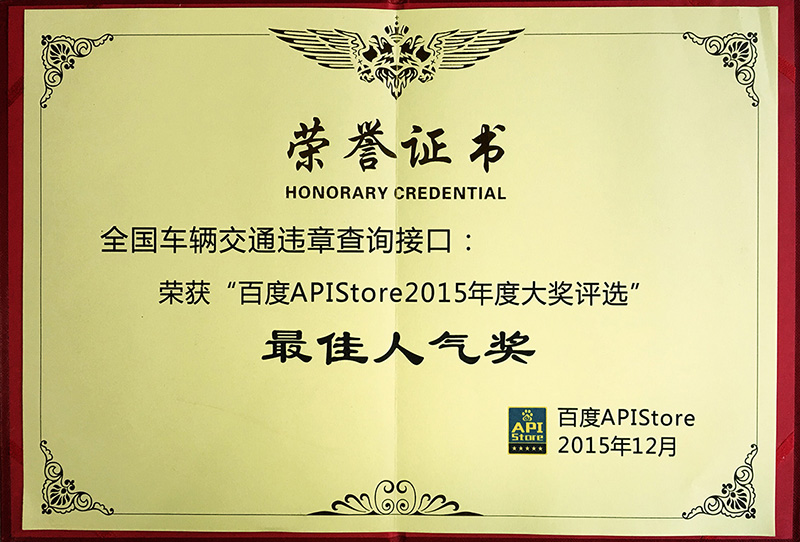 荣誉证书
HONORARY CREDENTIAL
全国车辆交通违章查询接口：
荣获“百度APIStore2015年度大奖评选”
最佳人气奖
API
Store
百度APIStore
2015年12月